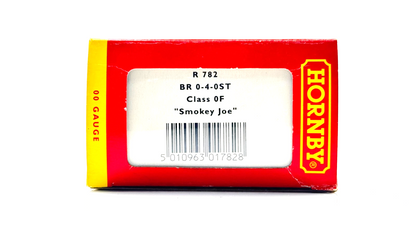 00 GAUGE
R 782
BR 0-4-0ST
Class 0F
"Smokey Joe"
5 010963 017828
HORNBY®